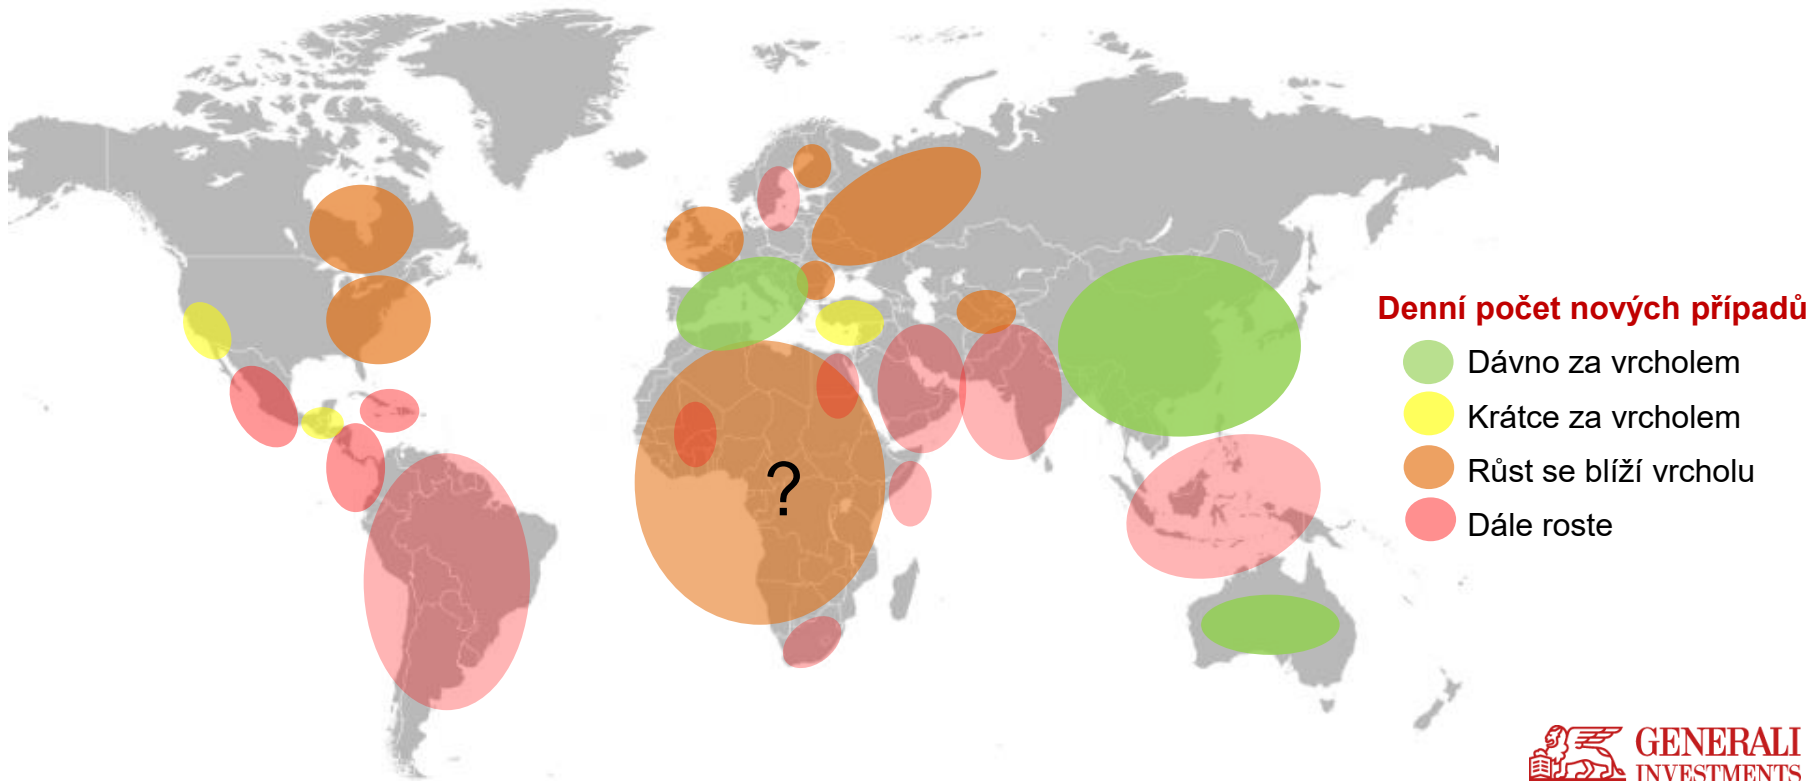 ?
Denní počet nových případů
Dávno za vrcholem
Krátce za vrcholem
Růst se blíží vrcholu
Dále roste
GENERALI
INVESTMENTS